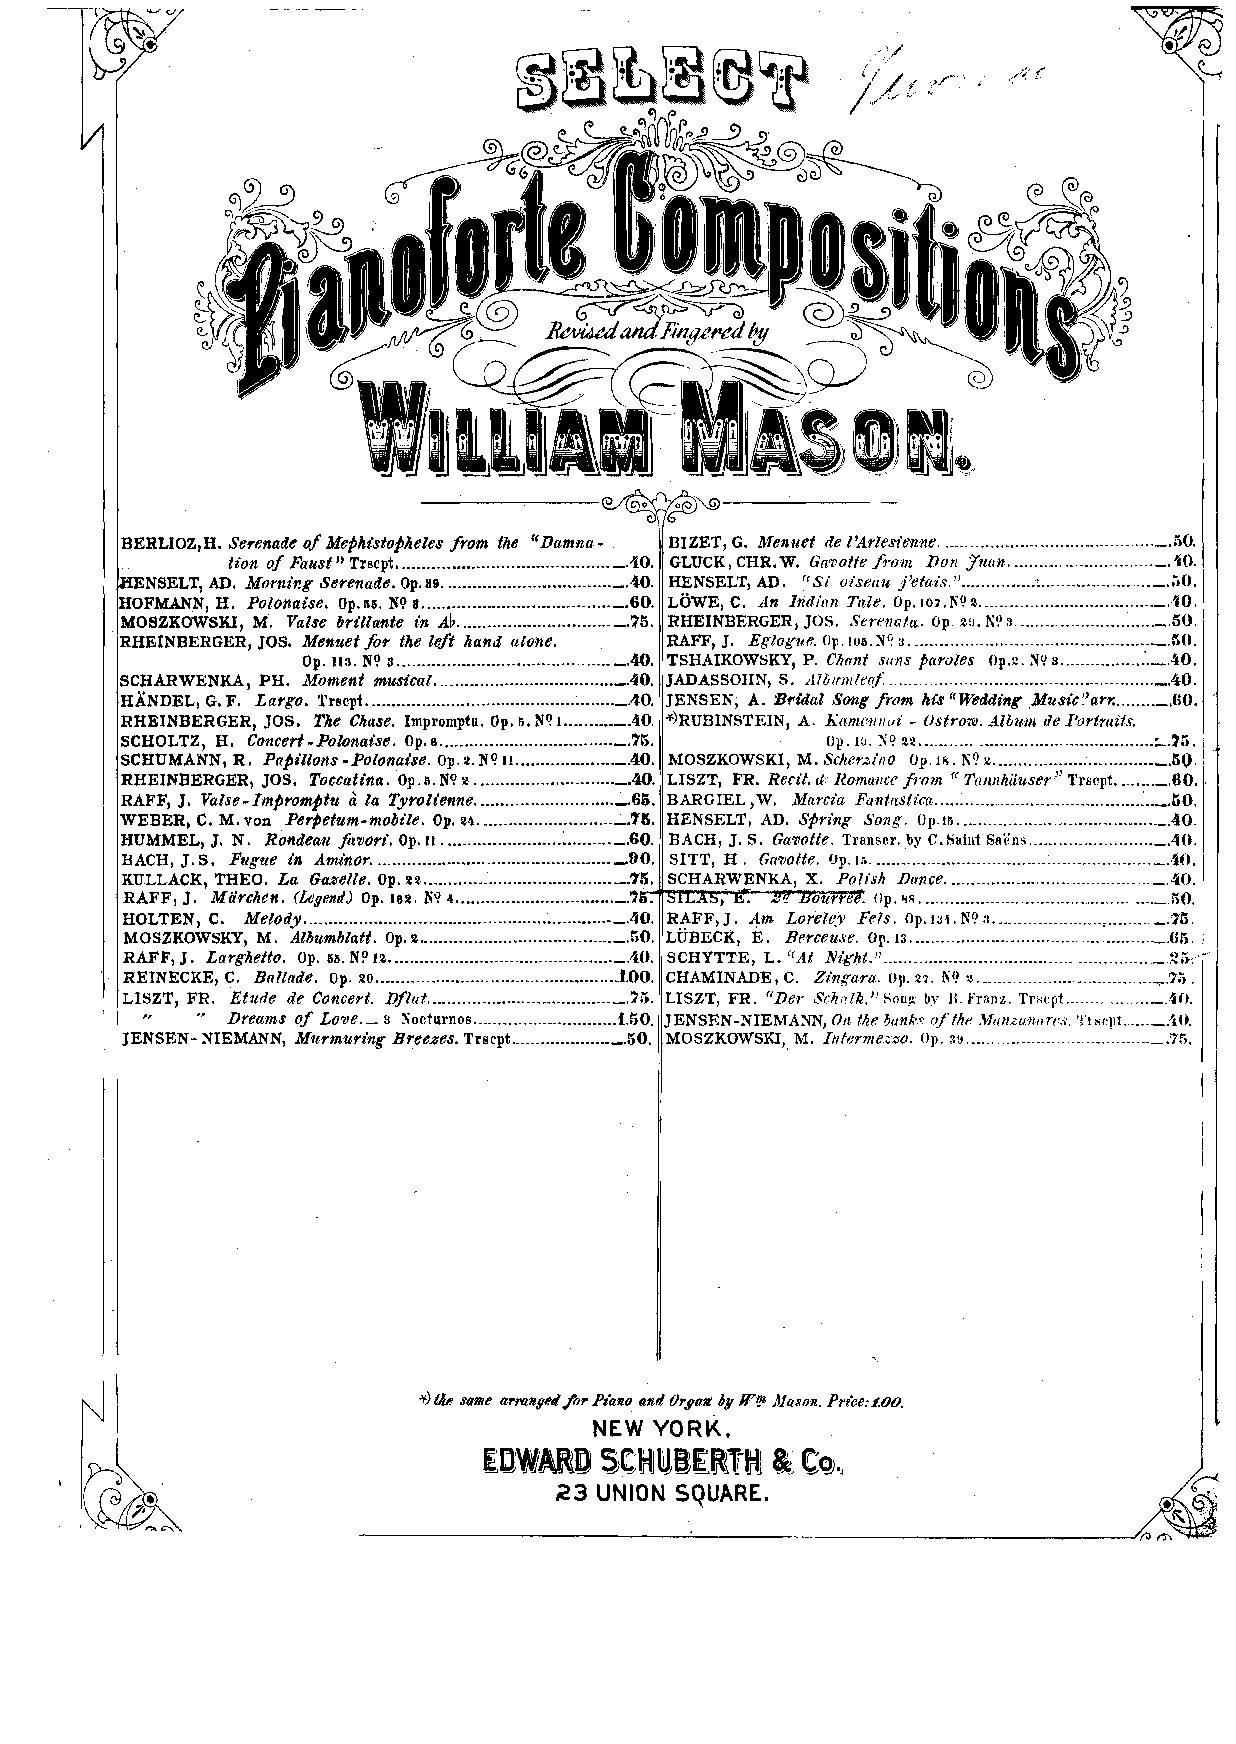 SELECT
Pianoforte Compositions
Revised and Fingered by
WILLIAM MASON.
BERLIOZ, H. Serenade of Mephistopheles from the "Damna-
tion of Faust" Trscpt. .40.
HENSELT, AD. Morning Serenade. Op. 39. .40.
HOFMANN, H. Polonaise. Op. 55. No 3. .60.
MOSZKOWSKI, M. Valse brillante in A♭. .75.
RHEINBERGER, JOS. Menuet for the left hand alone.
Op. 113. No 3. .40.
SCHARWENKA, PH. Moment musical. .40.
HÄNDEL, G. F. Largo. Trscpt. .40.
RHEINBERGER, JOS. The Chase. Impromptu. Op. 5. No 1. .40.
SCHOLTZ, H. Concert-Polonaise. Op. 6. .75.
SCHUMANN, R. Papillons-Polonaise. Op. 2. No 11. .40.
RHEINBERGER, JOS. Toccatina. Op. 5. No 2. .40.
RAFF, J. Valse-Impromptu à la Tyrolienne. .65.
WEBER, C. M. von Perpetum-mobile. Op. 24. .75.
HUMMEL, J. N. Rondeau favori. Op. 11. .60.
BACH, J. S. Fugue in Aminor. .90.
KULLACK, THEO. La Gazelle. Op. 22. .75.
RAFF, J. Märchen. (Legend.) Op. 162. No 4. .75.
HOLTEN, C. Melody. .40.
MOSZKOWSKY, M. Albumblatt. Op. 2. .50.
RAFF, J. Larghetto. Op. 55. No 12. .40.
REINECKE, C. Ballade. Op. 20. 1.00.
LISZT, FR. Etude de Concert. Dflat. .75.
" " Dreams of Love. _ 3 Nocturnos. 1.50.
JENSEN-NIEMANN, Murmuring Breezes. Trscpt. .50.
BIZET, G. Menuet de l'Arlesienne. .50.
GLUCK, CHR. W. Gavotte from Don Juan. .40.
HENSELT, AD. "Si oiseau j'etais." .50.
LÖWE, C. An Indian Tale. Op. 107. No 2. .40.
RHEINBERGER, JOS. Serenata. Op. 29. No 3. .50.
RAFF, J. Eglogue. Op. 105. No 3. .50.
TSHAIKOWSKY, P. Chant sans paroles Op. 2. No 3. .40.
JADASSOHN, S. Albumleaf. .40.
JENSEN, A. Bridal Song from his "Wedding Music" arr. .60.
*) RUBINSTEIN, A. Kamennoi - Ostrow. Album de Portraits.
Op. 10. No 22. .75.
MOSZKOWSKI, M. Scherzino Op. 18. No 2. .50.
LISZT, FR. Recit. & Romance from "Tannhäuser" Trscpt. .60.
BARGIEL, W. Marcia Fantastica. .50.
HENSELT, AD. Spring Song. Op. 15. .40.
BACH, J. S. Gavotte. Transcr. by C. Saint Saëns. .40.
SITT, H. Gavotte. Op. 15. .40.
SCHARWENKA, X. Polish Dance. .40.
SILAS, E. 2d Bourrée. Op. 88. .50.
RAFF, J. Am Loreley Fels. Op. 134. No 3. .75.
LÜBECK, E. Berceuse. Op. 13. .65.
SCHYTTE, L. "At Night." .25.
CHAMINADE, C. Zingara. Op. 27. No 2. .75.
LISZT, FR. "Der Schalk." Song by R. Franz. Trscpt. .40.
JENSEN-NIEMANN, On the banks of the Manzanares. Trscpt. .40.
MOSZKOWSKI, M. Intermezzo. Op. 39. .75.
*) the same arranged for Piano and Organ by Wm Mason. Price: 1.00.
NEW YORK.
EDWARD SCHUBERTH & Co.
23 UNION SQUARE.